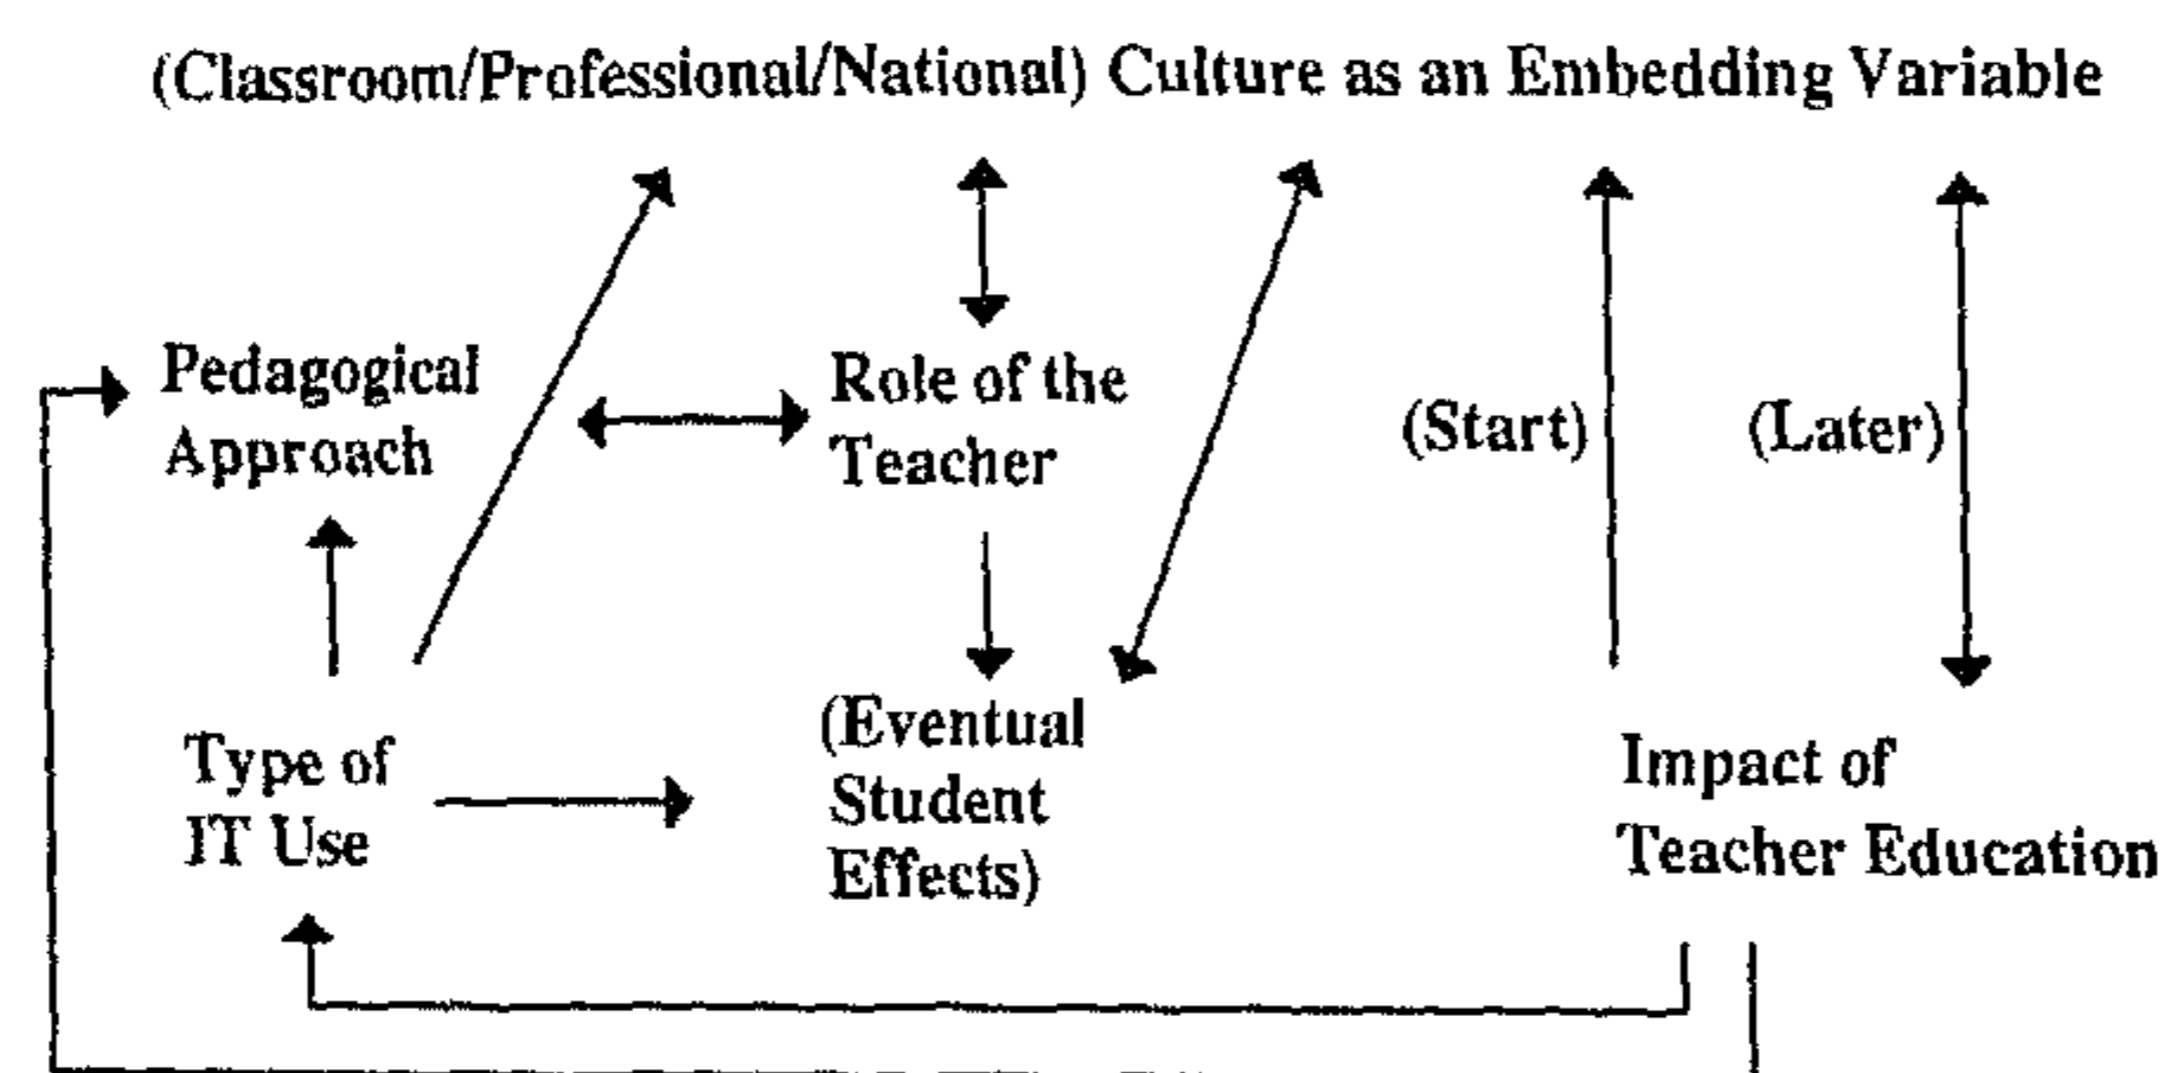 (Classroom/Professional/National) Culture as an Embedding Variable
Pedagogical
Approach
Role of the
Teacher
(Start)
(Later)
Type of
IT Use
(Eventual
Student
Effects)
Impact of
Teacher Education